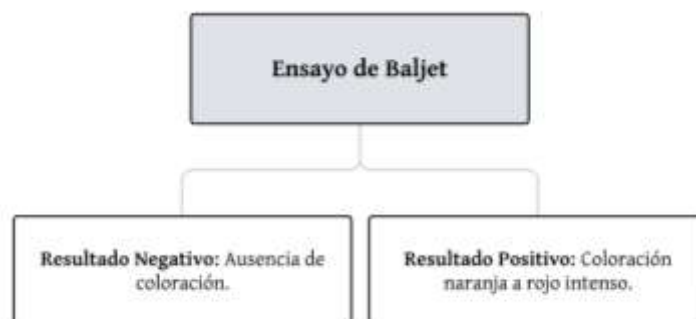 Ensayo de Baljet
Resultado Negativo: Ausencia de
coloración.
Resultado Positivo: Coloración
naranja a rojo intenso.